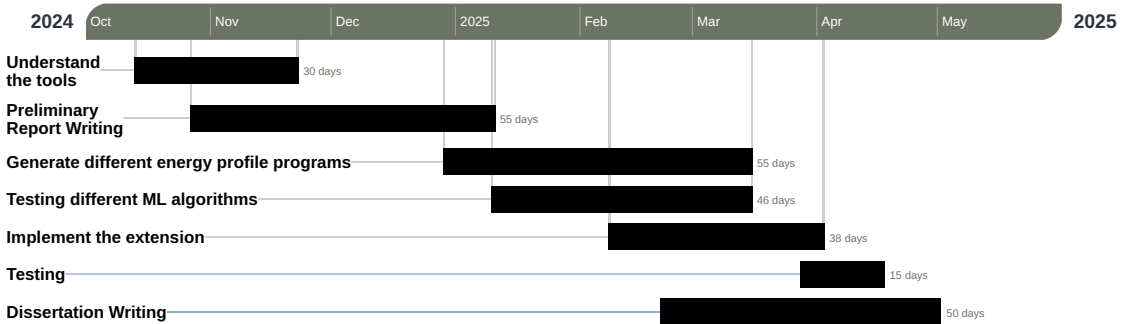 2024 Oct Nov Dec 2025 Feb Mar Apr May 2025
Understand
the tools
30 days
Preliminary
Report Writing
55 days
Generate different energy profile programs 55 days
Testing different ML algorithms 46 days
Implement the extension 38 days
Testing 15 days
Dissertation Writing 50 days